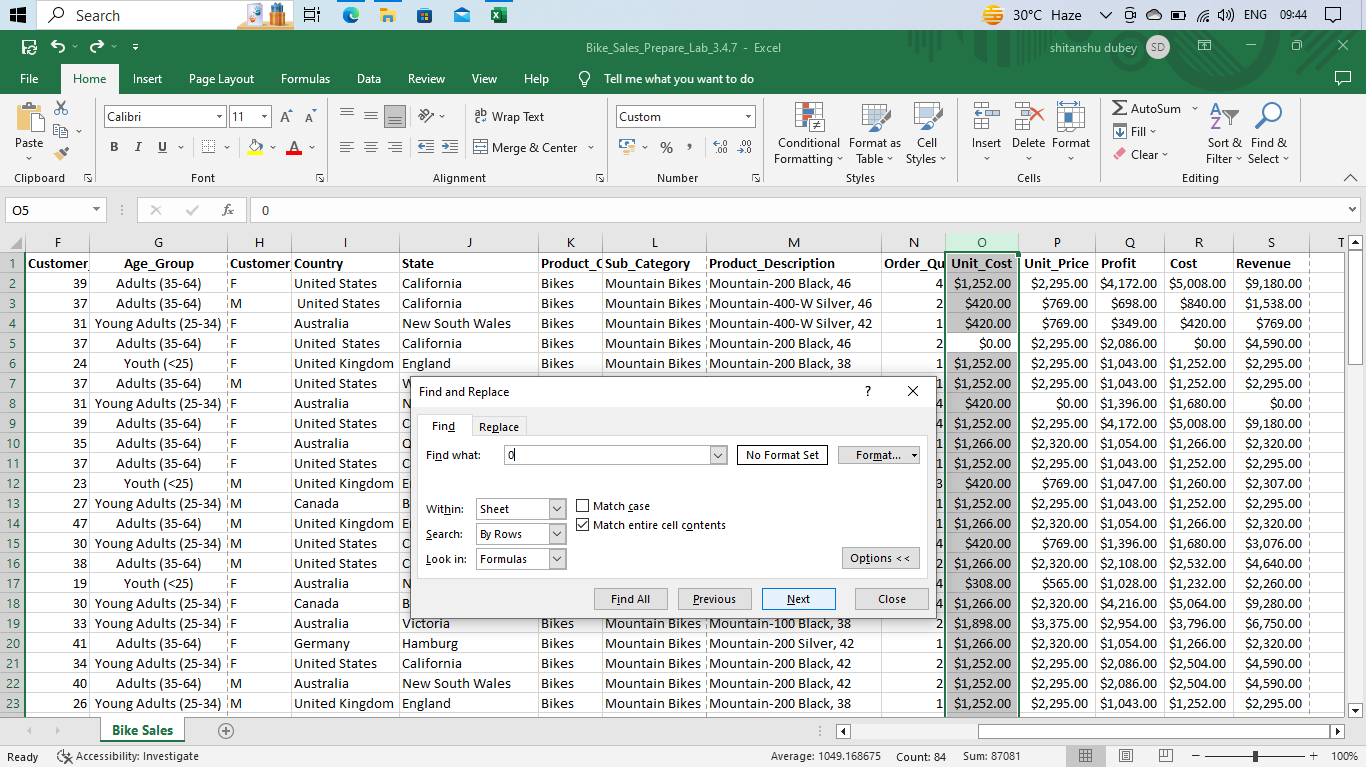 Search
30°C Haze
ENG 09:44
Bike_Sales_Prepare_Lab_3.4.7 - Excel
shitanshu dubey SD
File Home Insert Page Layout Formulas Data Review View Help Tell me what you want to do
Paste
Clipboard
Calibri 11
B I U
Font
Wrap Text
Merge & Center
Alignment
Custom
Number
Conditional Formatting
Format as Table
Cell Styles
Styles
Insert Delete Format
Cells
AutoSum
Fill
Clear
Sort & Filter
Find & Select
Editing
O5 fx 0
F G H I J K L M N O P Q R S T
1 Customer_ Age_Group Customer_ Country State Product_C Sub_Category Product_Description Order_Qu Unit_Cost Unit_Price Profit Cost Revenue
2 39 Adults (35-64) F United States California Bikes Mountain Bikes Mountain-200 Black, 46 4 $1,252.00 $2,295.00 $4,172.00 $5,008.00 $9,180.00
3 37 Adults (35-64) M United States California Bikes Mountain Bikes Mountain-400-W Silver, 46 2 $420.00 $769.00 $698.00 $840.00 $1,538.00
4 31 Young Adults (25-34) F Australia New South Wales Bikes Mountain Bikes Mountain-400-W Silver, 42 1 $420.00 $769.00 $349.00 $420.00 $769.00
5 37 Adults (35-64) F United  States California Bikes Mountain Bikes Mountain-200 Black, 46 2 $0.00 $2,295.00 $2,086.00 $0.00 $4,590.00
6 24 Youth (<25) F United Kingdom England Bikes Mountain Bikes Mountain-200 Black, 38 1 $1,252.00 $2,295.00 $1,043.00 $1,252.00 $2,295.00
7 37 Adults (35-64) M United States 1 $1,252.00 $2,295.00 $1,043.00 $1,252.00 $2,295.00
8 31 Young Adults (25-34) F Australia N 4 $420.00 $0.00 $1,396.00 $1,680.00 $0.00
9 39 Adults (35-64) F United States C 4 $1,252.00 $2,295.00 $4,172.00 $5,008.00 $9,180.00
10 35 Adults (35-64) F Australia Q 1 $1,266.00 $2,320.00 $1,054.00 $1,266.00 $2,320.00
11 37 Adults (35-64) F United States C 1 $1,252.00 $2,295.00 $1,043.00 $1,252.00 $2,295.00
12 23 Youth (<25) M United Kingdom E 3 $420.00 $769.00 $1,047.00 $1,260.00 $2,307.00
13 27 Young Adults (25-34) M Canada B 1 $1,252.00 $2,295.00 $1,043.00 $1,252.00 $2,295.00
14 47 Adults (35-64) M United Kingdom E 1 $1,266.00 $2,320.00 $1,054.00 $1,266.00 $2,320.00
15 30 Young Adults (25-34) M United States C 4 $420.00 $769.00 $1,396.00 $1,680.00 $3,076.00
16 38 Adults (35-64) M United States C 2 $1,266.00 $2,320.00 $2,108.00 $2,532.00 $4,640.00
17 19 Youth (<25) F Australia N 4 $308.00 $565.00 $1,028.00 $1,232.00 $2,260.00
18 30 Young Adults (25-34) F Canada B 4 $1,266.00 $2,320.00 $4,216.00 $5,064.00 $9,280.00
19 33 Young Adults (25-34) F Australia Victoria Bikes Mountain Bikes Mountain-100 Black, 38 2 $1,898.00 $3,375.00 $2,954.00 $3,796.00 $6,750.00
20 41 Adults (35-64) F Germany Hamburg Bikes Mountain Bikes Mountain-200 Silver, 42 1 $1,266.00 $2,320.00 $1,054.00 $1,266.00 $2,320.00
21 34 Young Adults (25-34) F United States California Bikes Mountain Bikes Mountain-200 Black, 42 2 $1,252.00 $2,295.00 $2,086.00 $2,504.00 $4,590.00
22 40 Adults (35-64) M Australia New South Wales Bikes Mountain Bikes Mountain-200 Black, 42 2 $1,252.00 $2,295.00 $2,086.00 $2,504.00 $4,590.00
23 26 Young Adults (25-34) M United Kingdom England Bikes Mountain Bikes Mountain-200 Black, 38 1 $1,252.00 $2,295.00 $1,043.00 $1,252.00 $2,295.00
Find and Replace ?
Find Replace
Find what: 0 No Format Set Format...
Within: Sheet Match case
Search: By Rows Match entire cell contents
Look in: Formulas Options <<
Find All Previous Next Close
Bike Sales
Ready Accessibility: Investigate Average: 1049.168675 Count: 84 Sum: 87081 100%